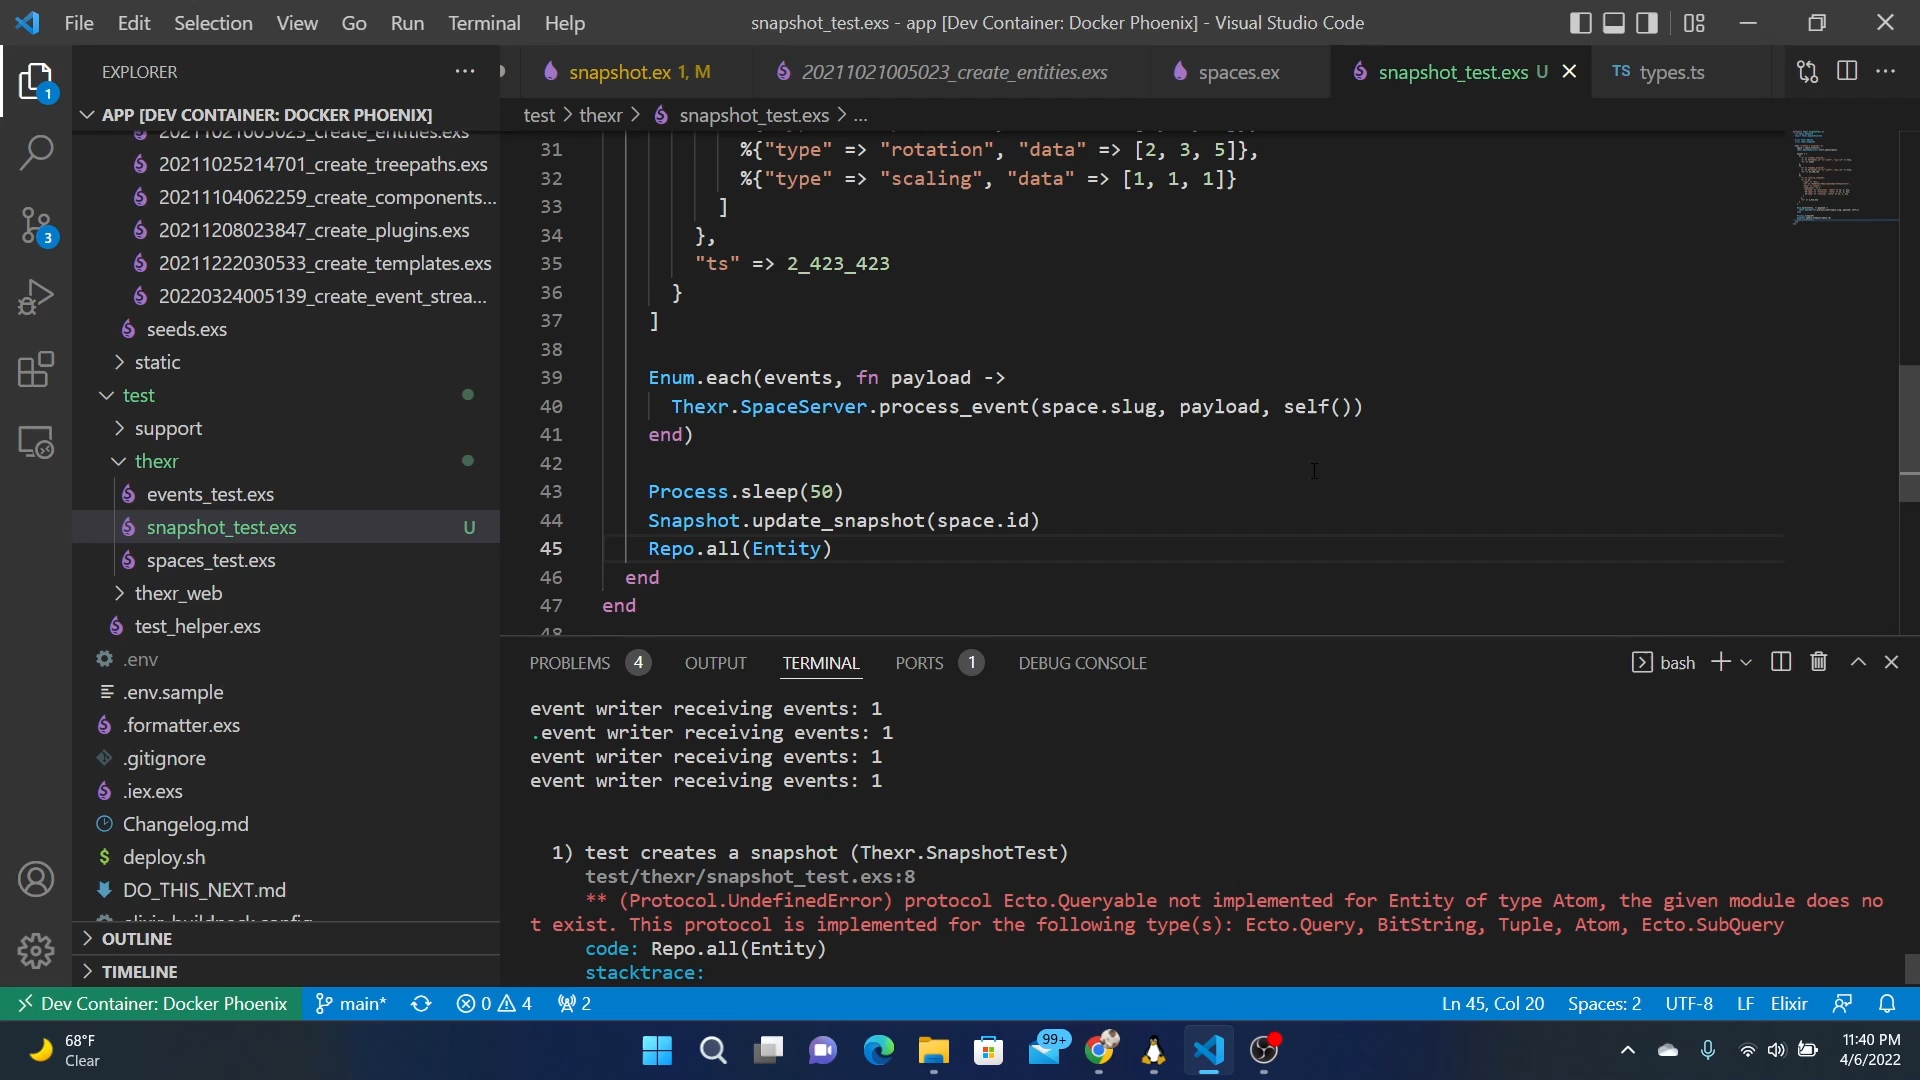 File Edit Selection View Go Run Terminal Help
snapshot_test.exs - app [Dev Container: Docker Phoenix] - Visual Studio Code
EXPLORER
snapshot.ex 1, M
20211021005023_create_entities.exs
spaces.ex
snapshot_test.exs U
TS types.ts
APP [DEV CONTAINER: DOCKER PHOENIX]
test > thexr > snapshot_test.exs > ...
20211021005023_create_entities.exs
20211025214701_create_treepaths.exs
20211104062259_create_components...
20211208023847_create_plugins.exs
20211222030533_create_templates.exs
20220324005139_create_event_strea...
seeds.exs
static
test
support
thexr
events_test.exs
snapshot_test.exs U
spaces_test.exs
thexr_web
test_helper.exs
.env
.env.sample
.formatter.exs
.gitignore
.iex.exs
Changelog.md
$ deploy.sh
DO_THIS_NEXT.md
OUTLINE
TIMELINE
1
3
31 %{"type" => "rotation", "data" => [2, 3, 5]},
32 %{"type" => "scaling", "data" => [1, 1, 1]}
33 ]
34 },
35 "ts" => 2_423_423
36 }
37 ]
38
39 Enum.each(events, fn payload ->
40 Thexr.SpaceServer.process_event(space.slug, payload, self())
41 end)
42
43 Process.sleep(50)
44 Snapshot.update_snapshot(space.id)
45 Repo.all(Entity)
46 end
47 end
48
PROBLEMS 4 OUTPUT TERMINAL PORTS 1 DEBUG CONSOLE
bash
event writer receiving events: 1
.event writer receiving events: 1
event writer receiving events: 1
event writer receiving events: 1
1) test creates a snapshot (Thexr.SnapshotTest)
test/thexr/snapshot_test.exs:8
** (Protocol.UndefinedError) protocol Ecto.Queryable not implemented for Entity of type Atom, the given module does no
t exist. This protocol is implemented for the following type(s): Ecto.Query, BitString, Tuple, Atom, Ecto.SubQuery
code: Repo.all(Entity)
stacktrace:
Dev Container: Docker Phoenix main* 0 4 2
Ln 45, Col 20 Spaces: 2 UTF-8 LF Elixir
68°F
Clear
99+
11:40 PM
4/6/2022